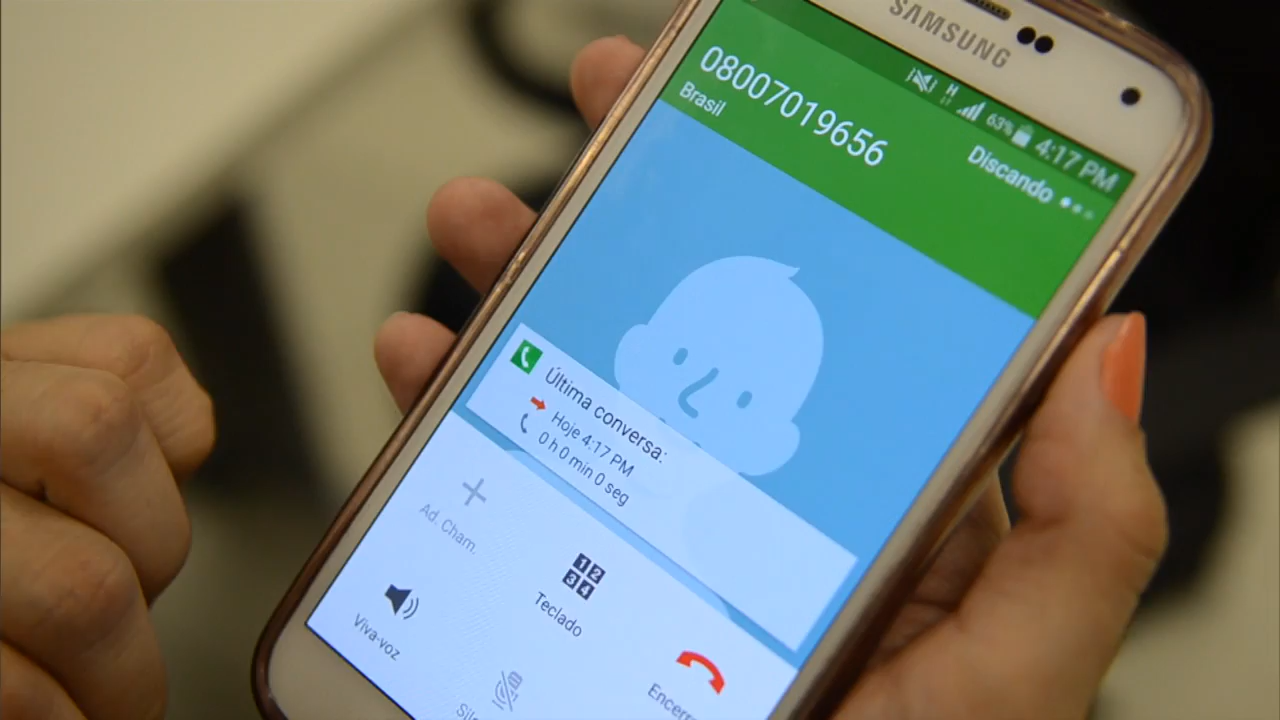 SAMSUNG
63% 4:17 PM
08007019656
Brasil
Discando
Última conversa:
Hoje 4:17 PM
0 h 0 min 0 seg
Ad. Cham.
Teclado
Viva-voz